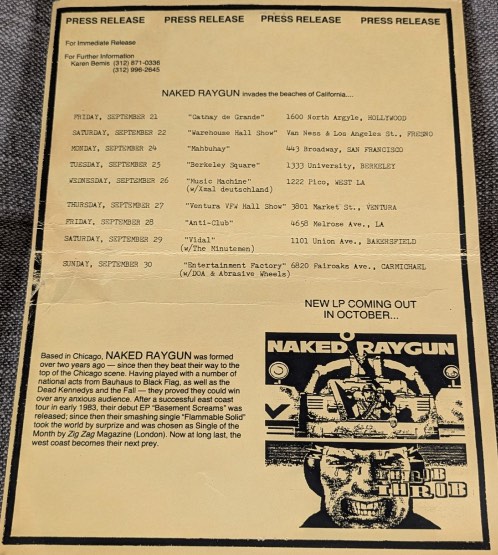 PRESS RELEASE PRESS RELEASE PRESS RELEASE PRESS RELEASE
For Immediate Release
For Further Information
Karen Bemis (312) 871-0336
(312) 996-2645
NAKED RAYGUN invades the beaches of California....
FRIDAY, SEPTEMBER 21 "Cathay de Grande" 1600 North Argyle, HOLLYWOOD
SATURDAY, SEPTEMBER 22 "Warehouse Hall Show" Van Ness & Los Angeles St., FRESNO
MONDAY, SEPTEMBER 24 "Mabbuhay" 443 Broadway, SAN FRANCISCO
TUESDAY, SEPTEMBER 25 "Berkeley Square" 1333 University, BERKELEY
WEDNESDAY, SEPTEMBER 26 "Music Machine" 1222 Pico, WEST LA
(w/Xmal deutschland)
THURSDAY, SEPTEMBER 27 "Ventura VFW Hall Show" 3801 Market St., VENTURA
FRIDAY, SEPTEMBER 28 "Anti-Club" 4658 Melrose Ave., LA
SATURDAY, SEPTEMBER 29 "Vidal" 1101 Union Ave., BAKERSFIELD
(w/The Minutemen)
SUNDAY, SEPTEMBER 30 "Entertainment Factory" 6820 Fairoaks Ave., CARMICHAEL
(w/DOA & Abrasive Wheels)
NEW LP COMING OUT
IN OCTOBER...
Based in Chicago, NAKED RAYGUN was formed
over two years ago — since then they beat their way to the
top of the Chicago scene. Having played with a number of
national acts from Bauhaus to Black Flag, as well as the
Dead Kennedys and the Fall — they proved they could win
over any anxious audience. After a successful east coast
tour in early 1983, their debut EP "Basement Screams" was
released; since then their smashing single "Flammable Solid"
took the world by surprize and was chosen as Single of the
Month by Zig Zag Magazine (London). Now at long last, the
west coast becomes their next prey.
NAKED RAYGUN
THROB
THROB